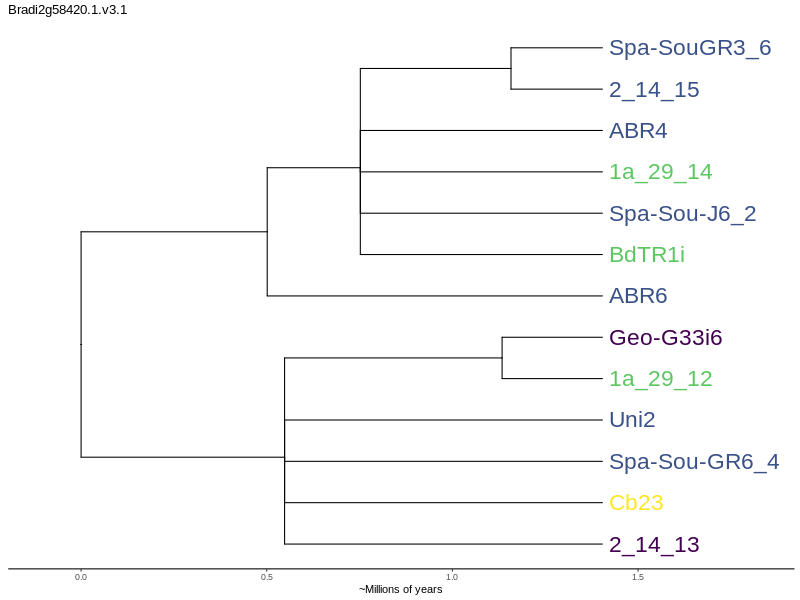 Bradi2g58420.1.v3.1
Spa-SouGR3_6
2_14_15
ABR4
1a_29_14
Spa-Sou-J6_2
BdTR1i
ABR6
Geo-G33i6
1a_29_12
Uni2
Spa-Sou-GR6_4
Cb23
2_14_13
0.0 0.5 1.0 1.5
~Millions of years